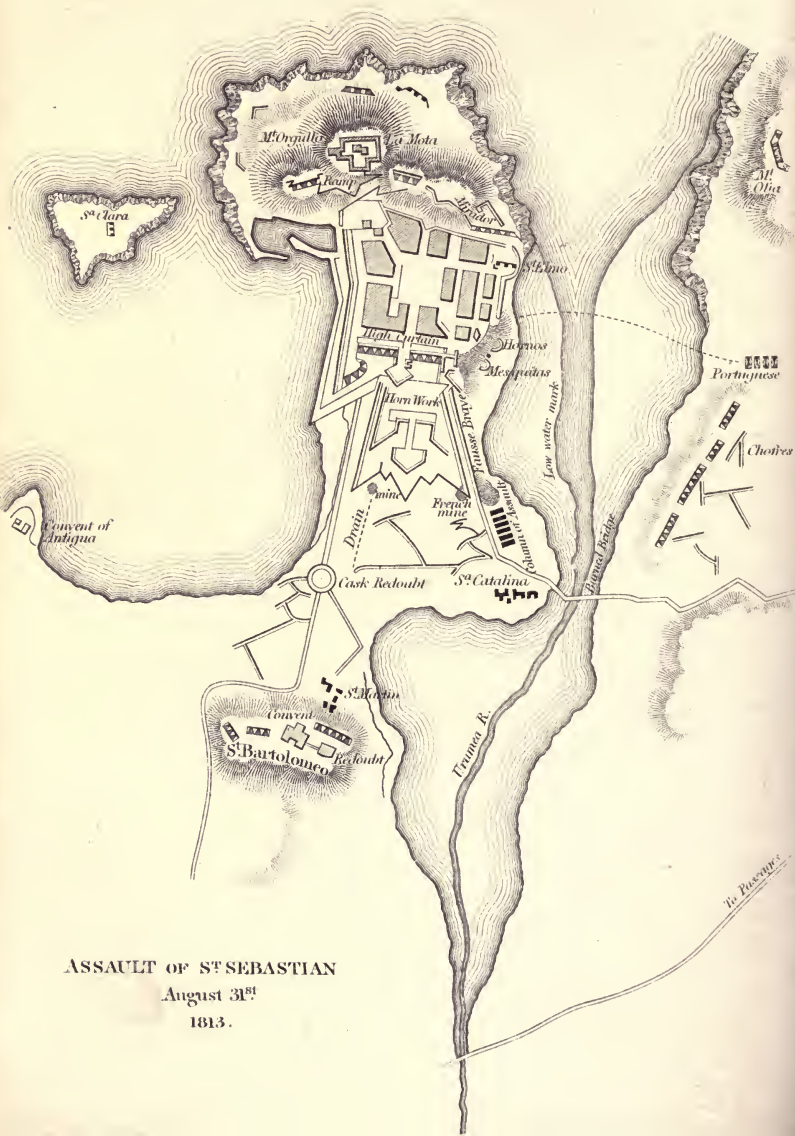 Mt. Orgullo
La Mota
Ramp
Mirador
Mt.
Olia
Sa. Clara
St. Elmo
High Curtain
Hornos
Mesquitas
Portuguese
Horn Work
Fausse Braive
Low water mark
Chofres
mine
French
mine
Drain
Column of Assault
Burned Bridge
Convent of
Antigua
Cask Redoubt
Sa. Catalina
St. Martin
Convent
St. Bartolomeo
Redoubt
Urumea R.
To Passages
ASSAULT OF ST. SEBASTIAN
August 31st.
1813.